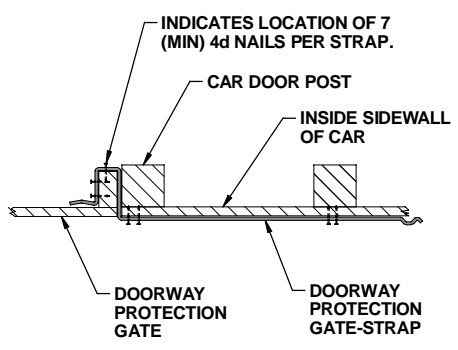 INDICATES LOCATION OF 7
(MIN) 4d NAILS PER STRAP.
CAR DOOR POST
INSIDE SIDEWALL
OF CAR
DOORWAY
PROTECTION
GATE
DOORWAY
PROTECTION
GATE-STRAP